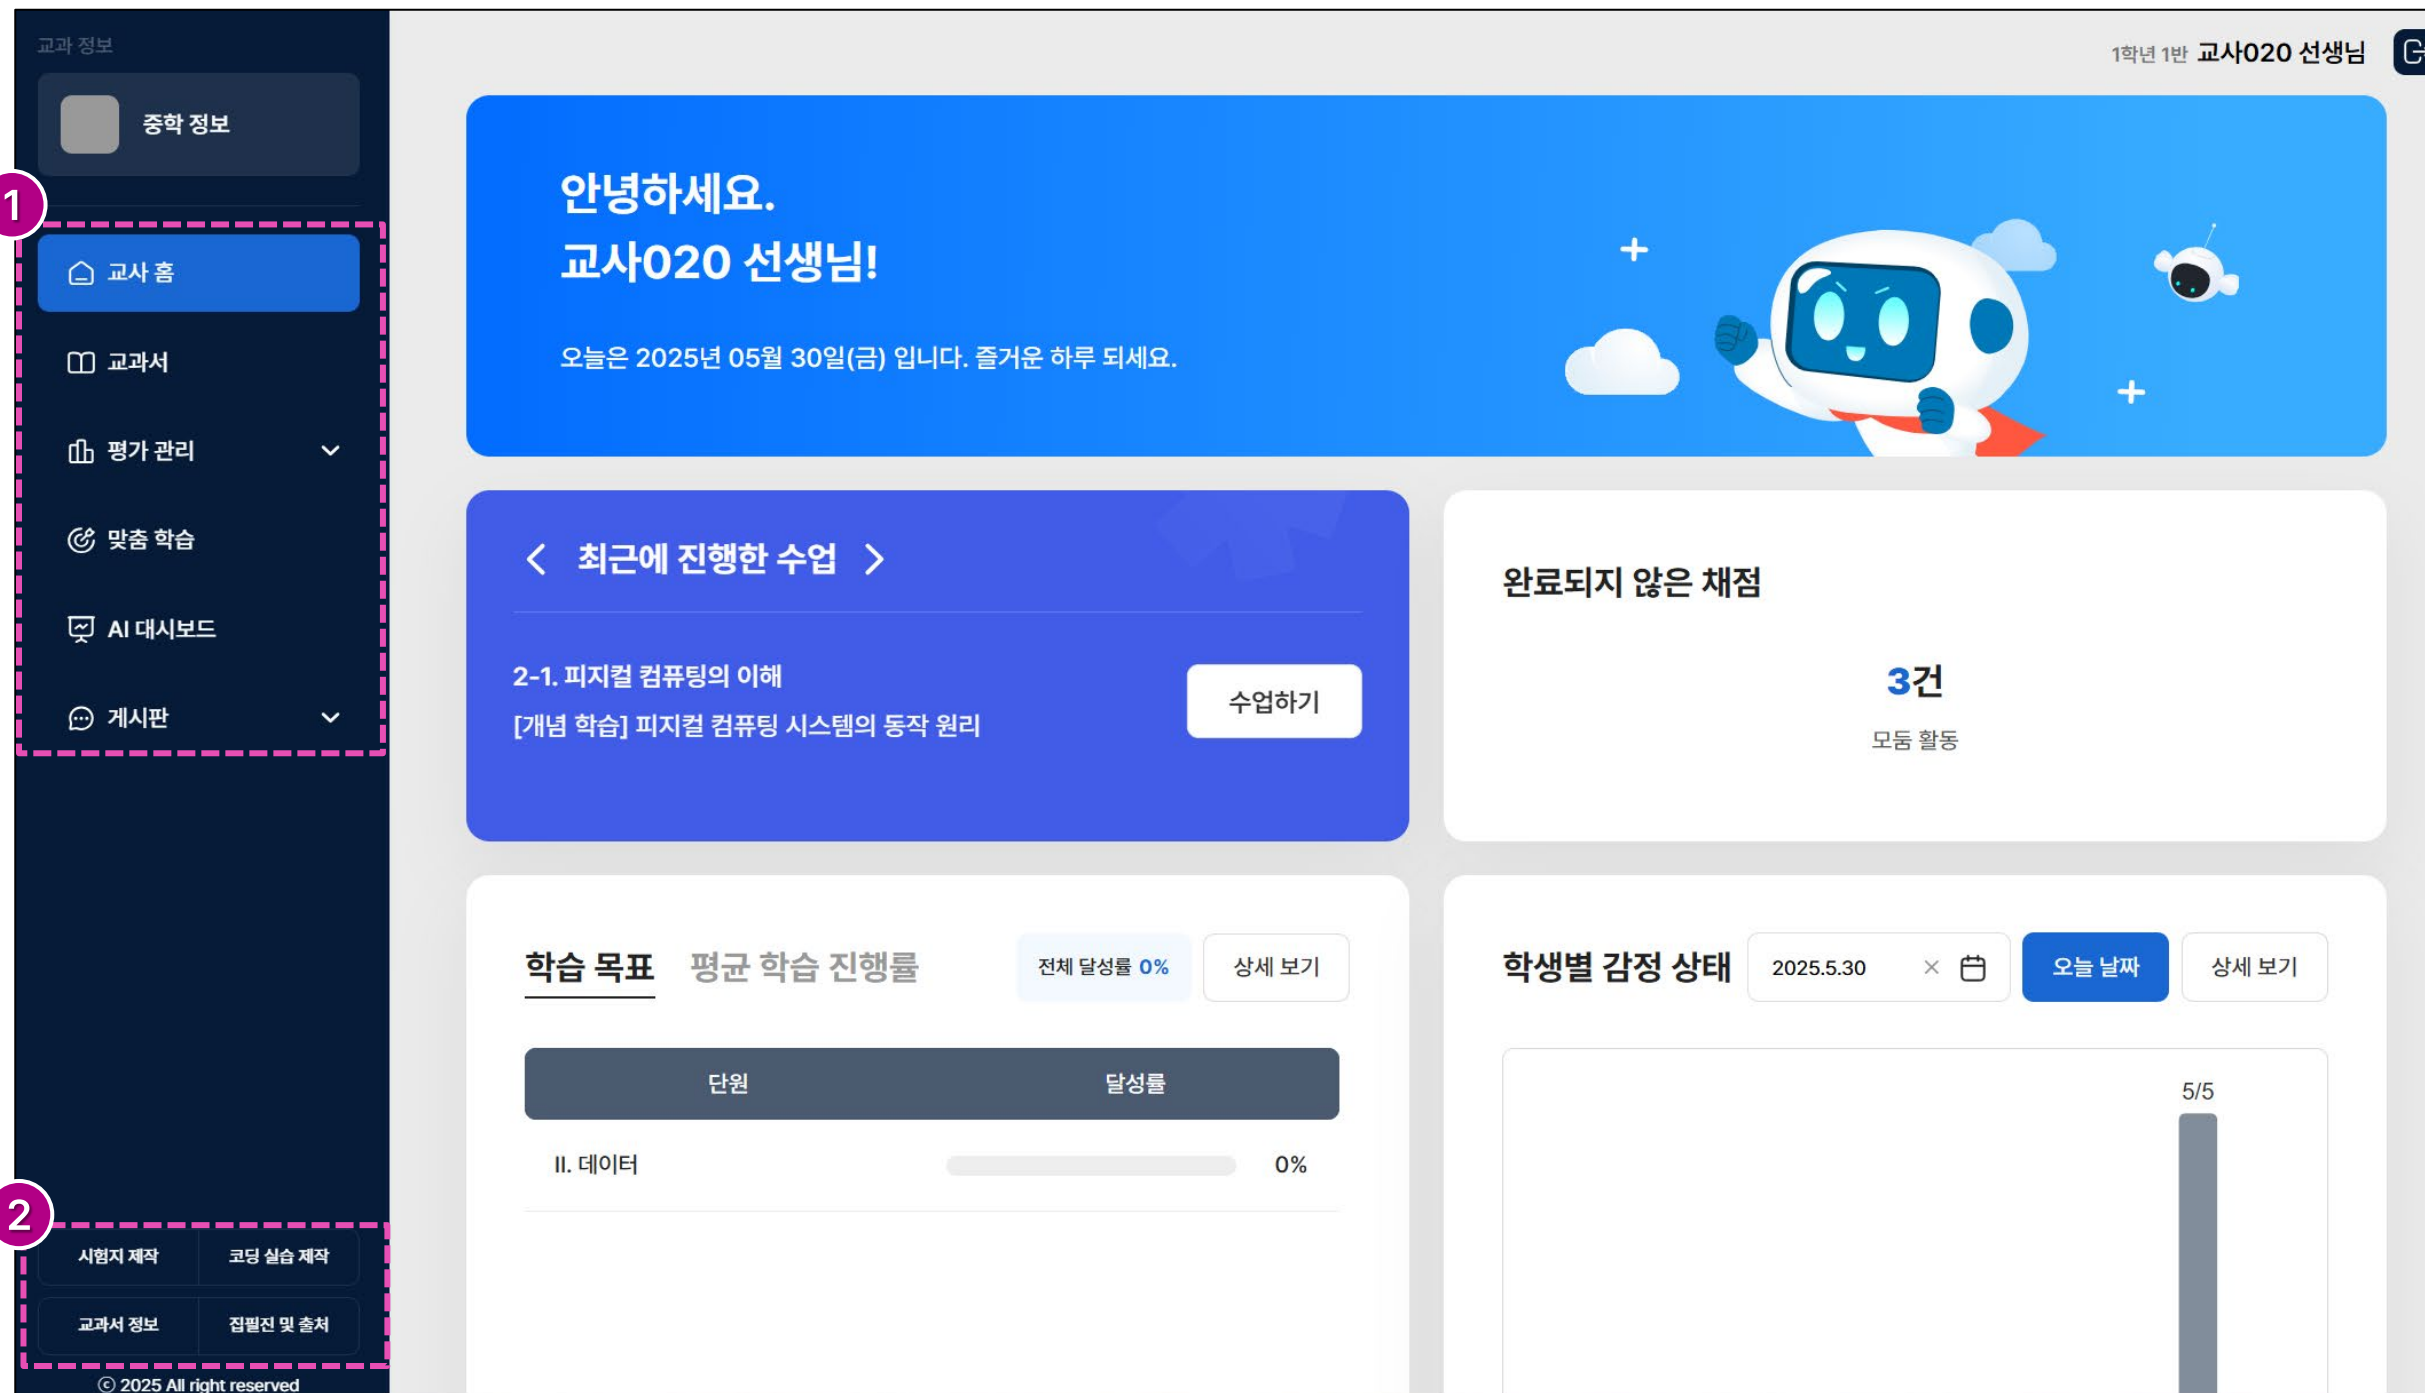 교과 정보
중학 정보
1
교사 홈
교과서
평가 관리
맞춤 학습
AI 대시보드
게시판
2
시험지 제작
코딩 실습 제작
교과서 정보
집필진 및 출처
ⓒ 2025 All right reserved
1학년 1반 교사020 선생님
안녕하세요.
교사020 선생님!
오늘은 2025년 05월 30일(금) 입니다. 즐거운 하루 되세요.
최근에 진행한 수업
2-1. 피지컬 컴퓨팅의 이해
[개념 학습] 피지컬 컴퓨팅 시스템의 동작 원리
수업하기
완료되지 않은 채점
3건
모둠 활동
학습 목표 평균 학습 진행률 전체 달성률 0% 상세 보기
단원 달성률
II. 데이터 0%
학생별 감정 상태 2025.5.30 오늘 날짜 상세 보기
5/5